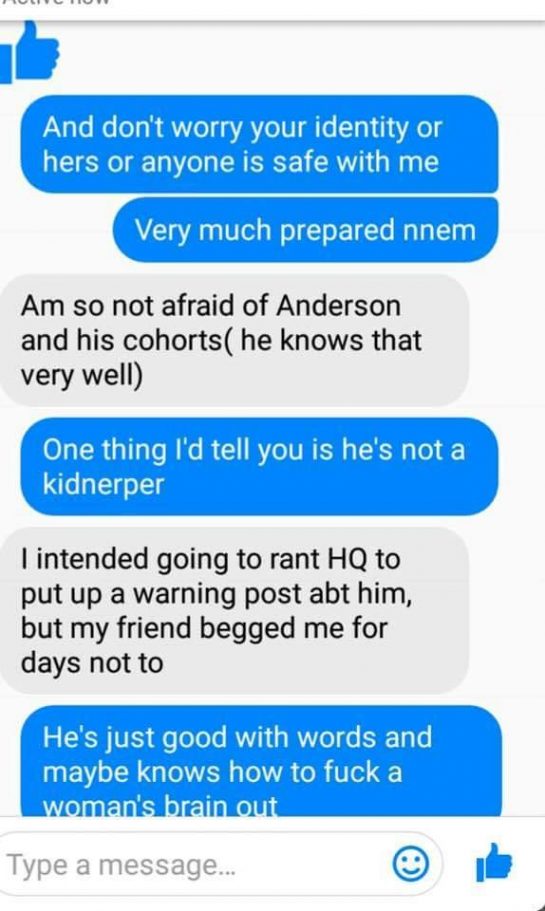 Active now
And don't worry your identity or
hers or anyone is safe with me
Very much prepared nnem
Am so not afraid of Anderson
and his cohorts( he knows that
very well)
One thing I'd tell you is he's not a
kidnerper
I intended going to rant HQ to
put up a warning post abt him,
but my friend begged me for
days not to
He's just good with words and
maybe knows how to fuck a
woman's brain out
Type a message...